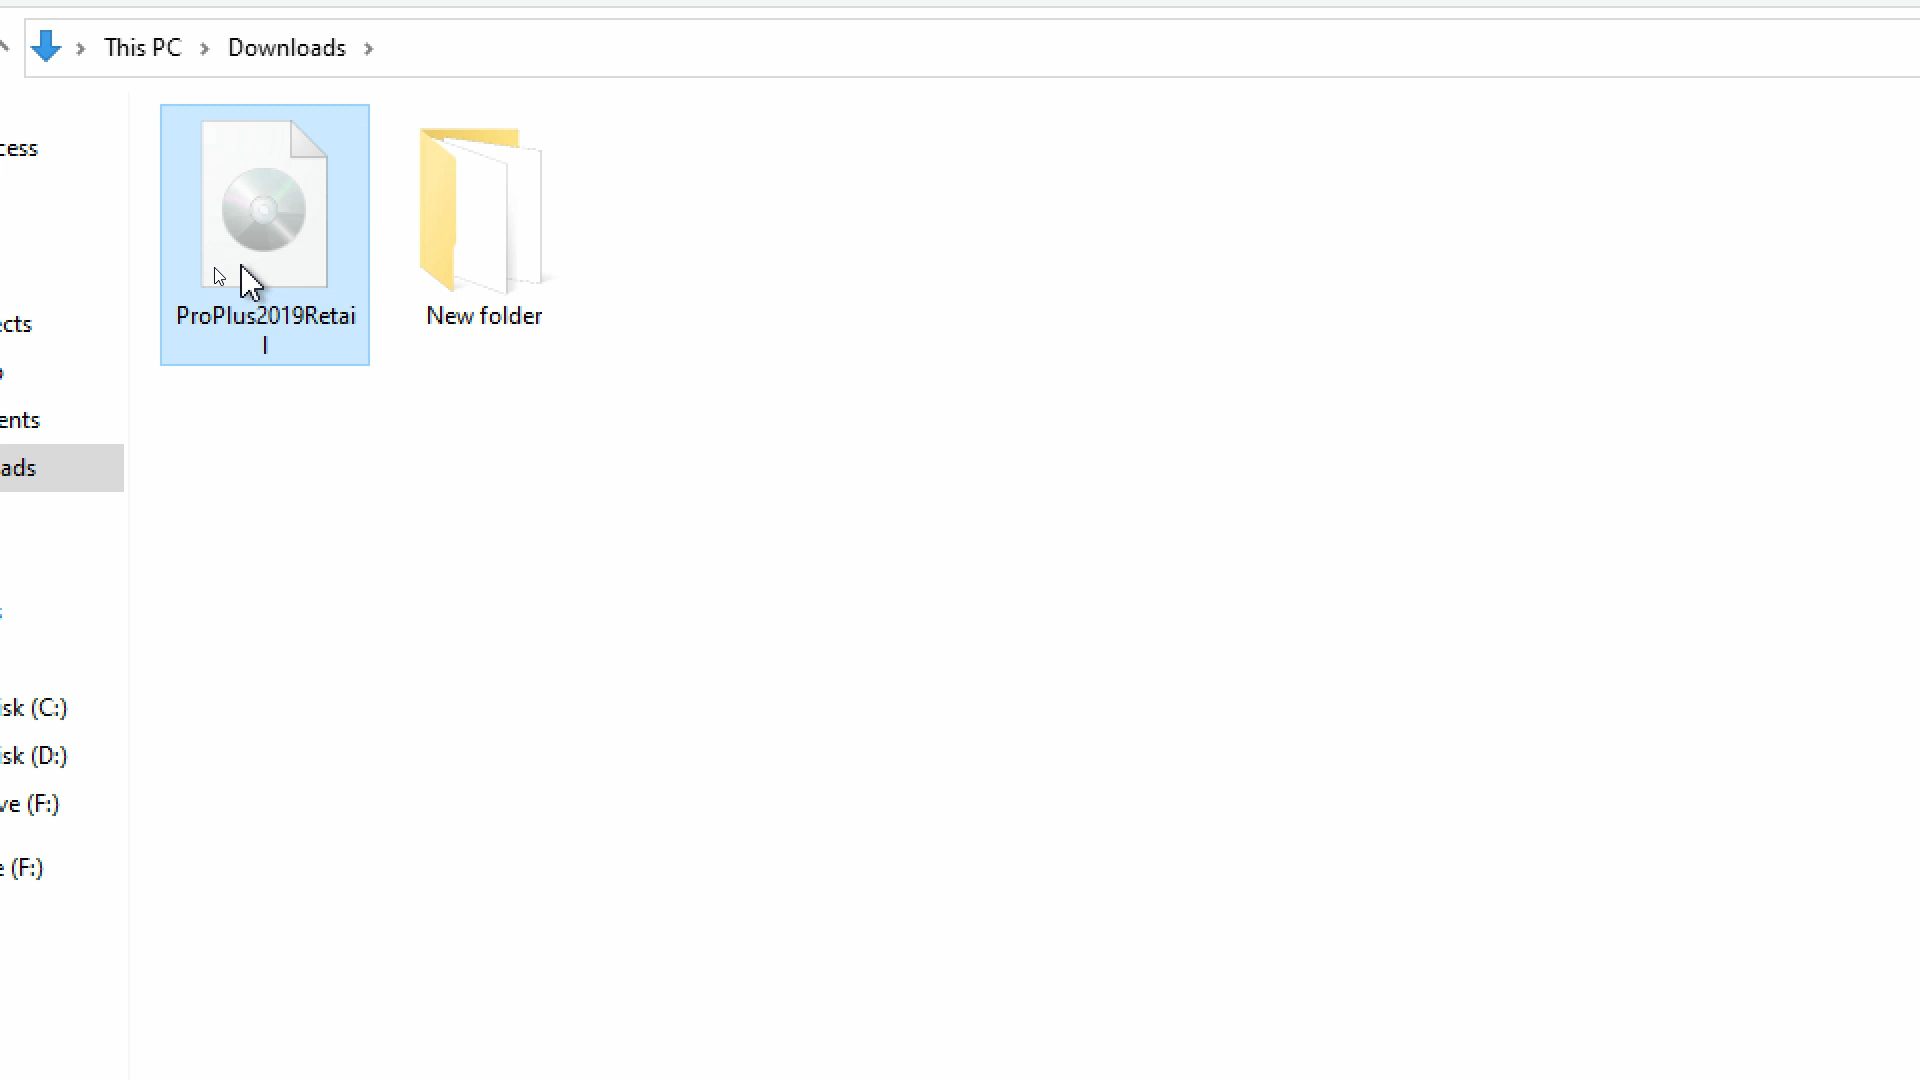 This PC
Downloads
cess
ProPlus2019Retai
l
New folder
ects
ents
ads
isk (C:)
isk (D:)
ve (F:)
e (F:)